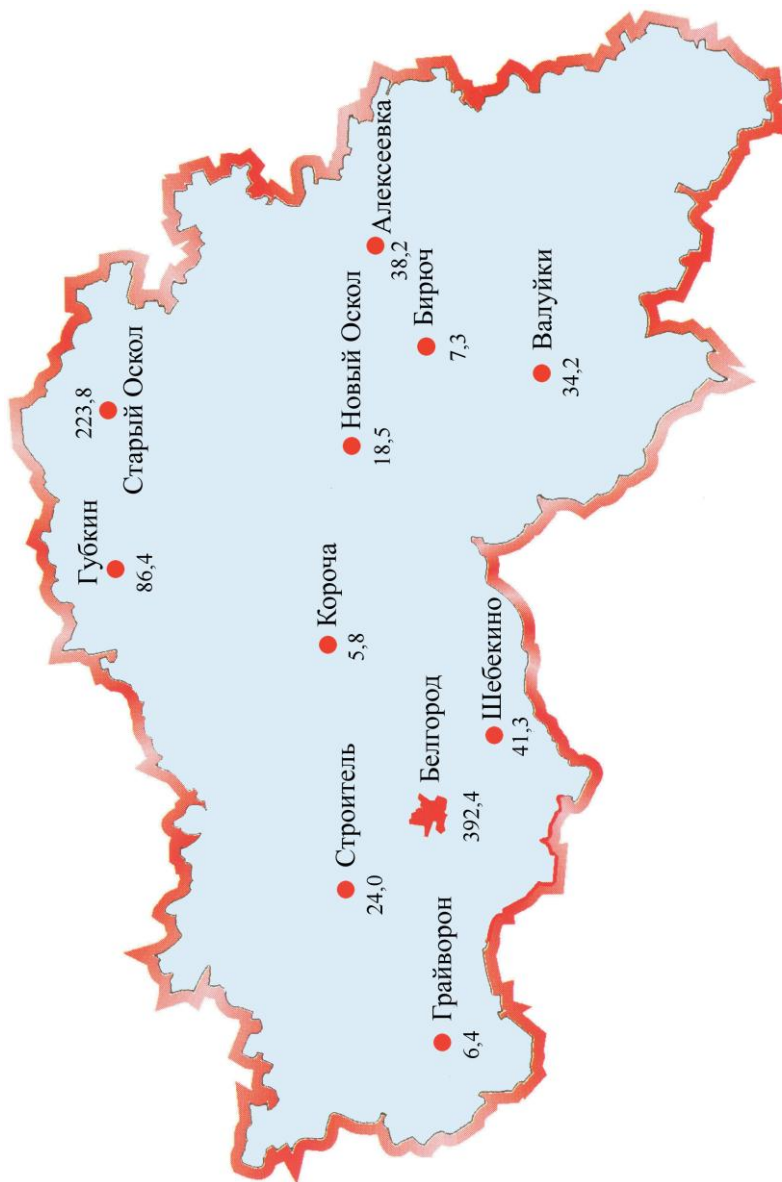 Губкин
86,4
223,8
Старый Оскол
Короча
5,8
Новый Оскол
18,5
Алексеевка
38,2
Строитель
24,0
Бирюч
7,3
Белгород
392,4
Грайворон
6,4
Шебекино
41,3
Валуйки
34,2